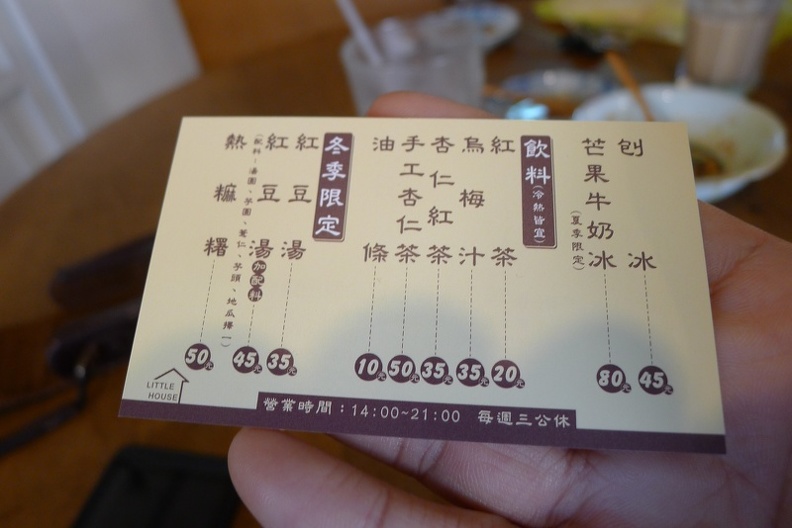 刨冰 45元
芒果牛奶冰 80元
(夏季限定)
飲料(冷熱皆宜)
紅茶 20元
烏梅汁 35元
杏仁紅茶 35元
手工杏仁茶 50元
油條 10元
冬季限定
紅豆湯 35元
紅豆湯加配料 45元
(配料:湯圓、芋圓、薏仁、芋頭、地瓜擇一)
熱麻糬 50元
LITTLE
HOUSE
營業時間:14:00~21:00 每週三公休